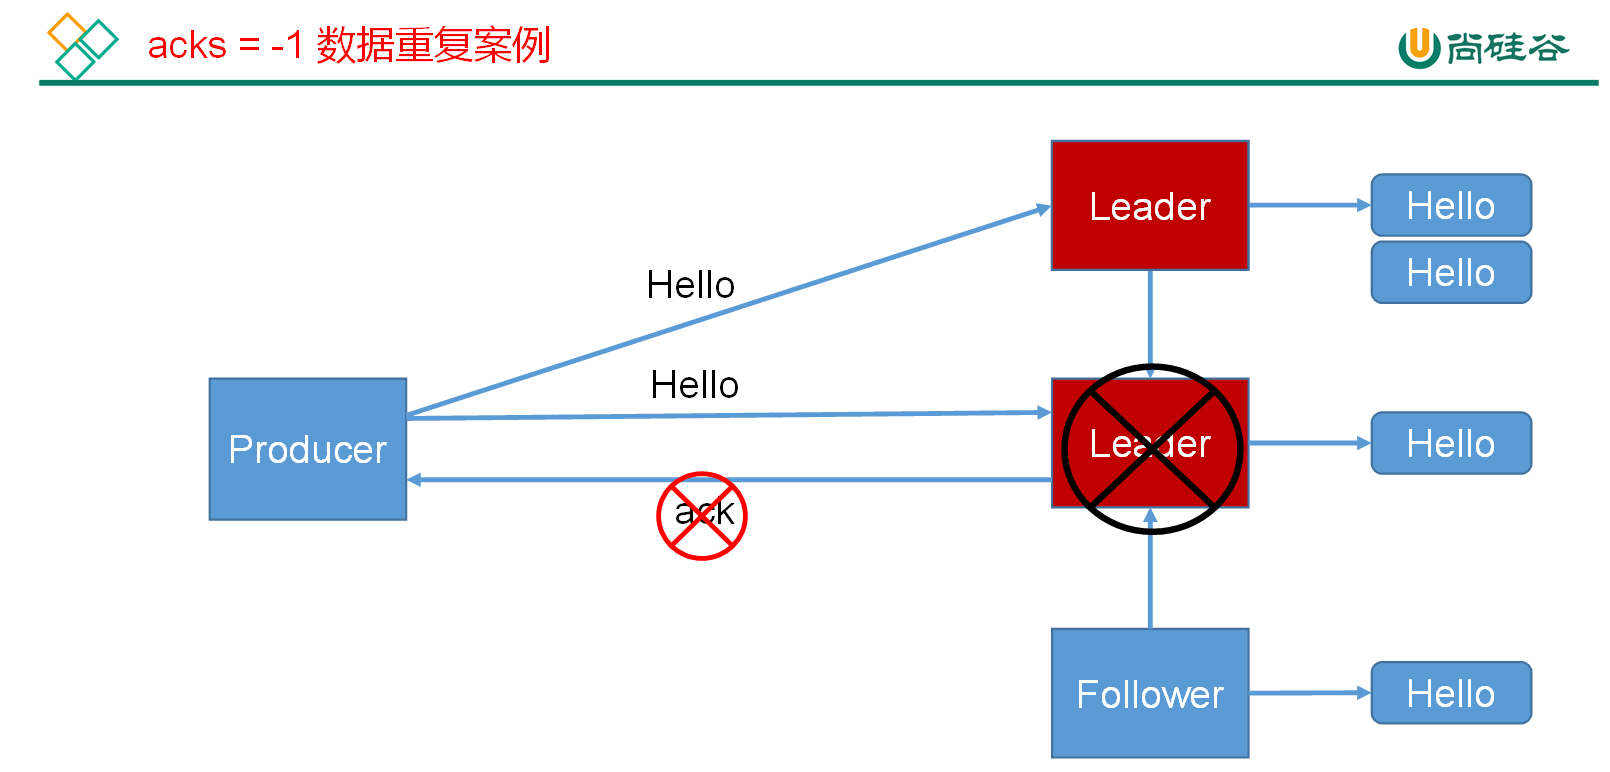 acks = -1 数据重复案例
尚硅谷
Leader
Hello
Hello
Hello
Hello
Producer
Leader
Hello
ack
Follower
Hello